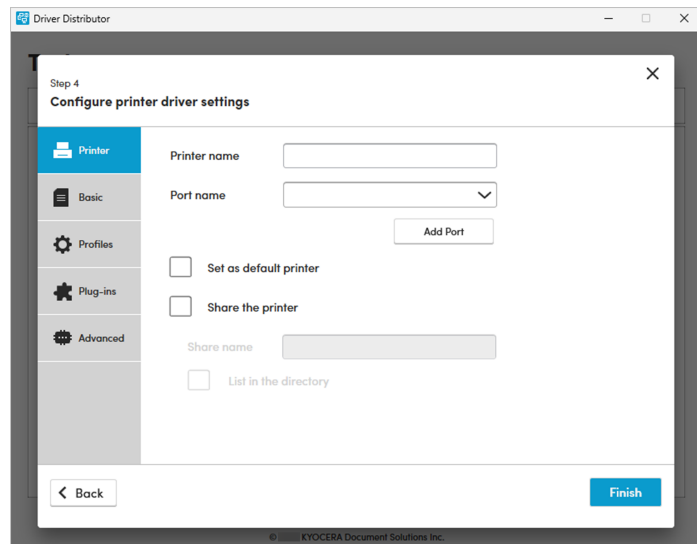 Driver Distributor
T
Step 4
Configure printer driver settings
Printer
Basic
Profiles
Plug-ins
Advanced
Printer name
Port name
Add Port
Set as default printer
Share the printer
Share name
List in the directory
Back
Finish
© KYOCERA Document Solutions Inc.